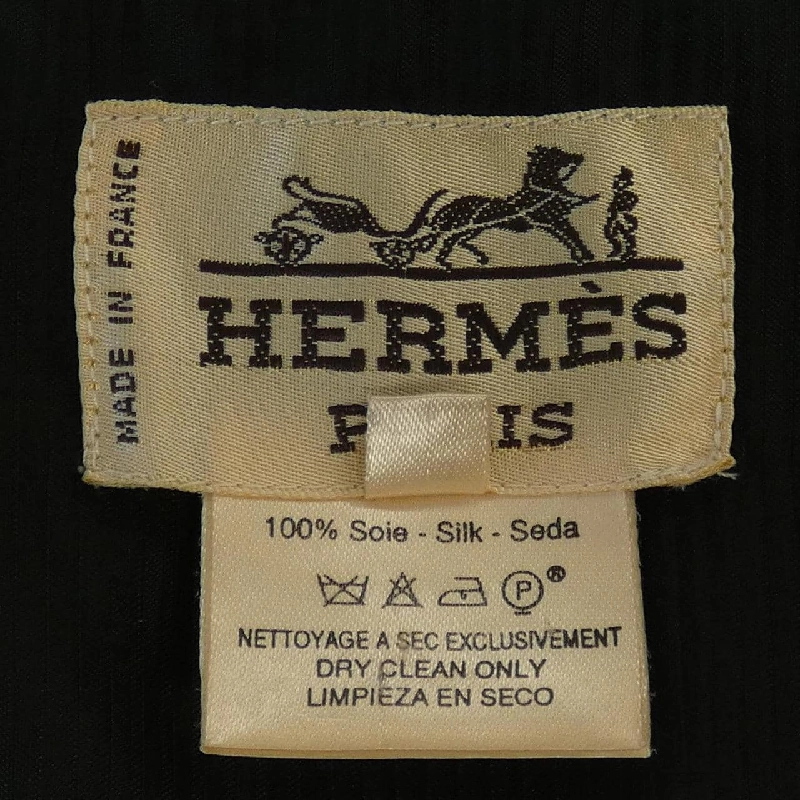 MADE IN FRANCE
HERMÈS
100% Soie - Silk - Seda
P ®
NETTOYAGE A SEC EXCLUSIVEMENT
DRY CLEAN ONLY
LIMPIEZA EN SECO